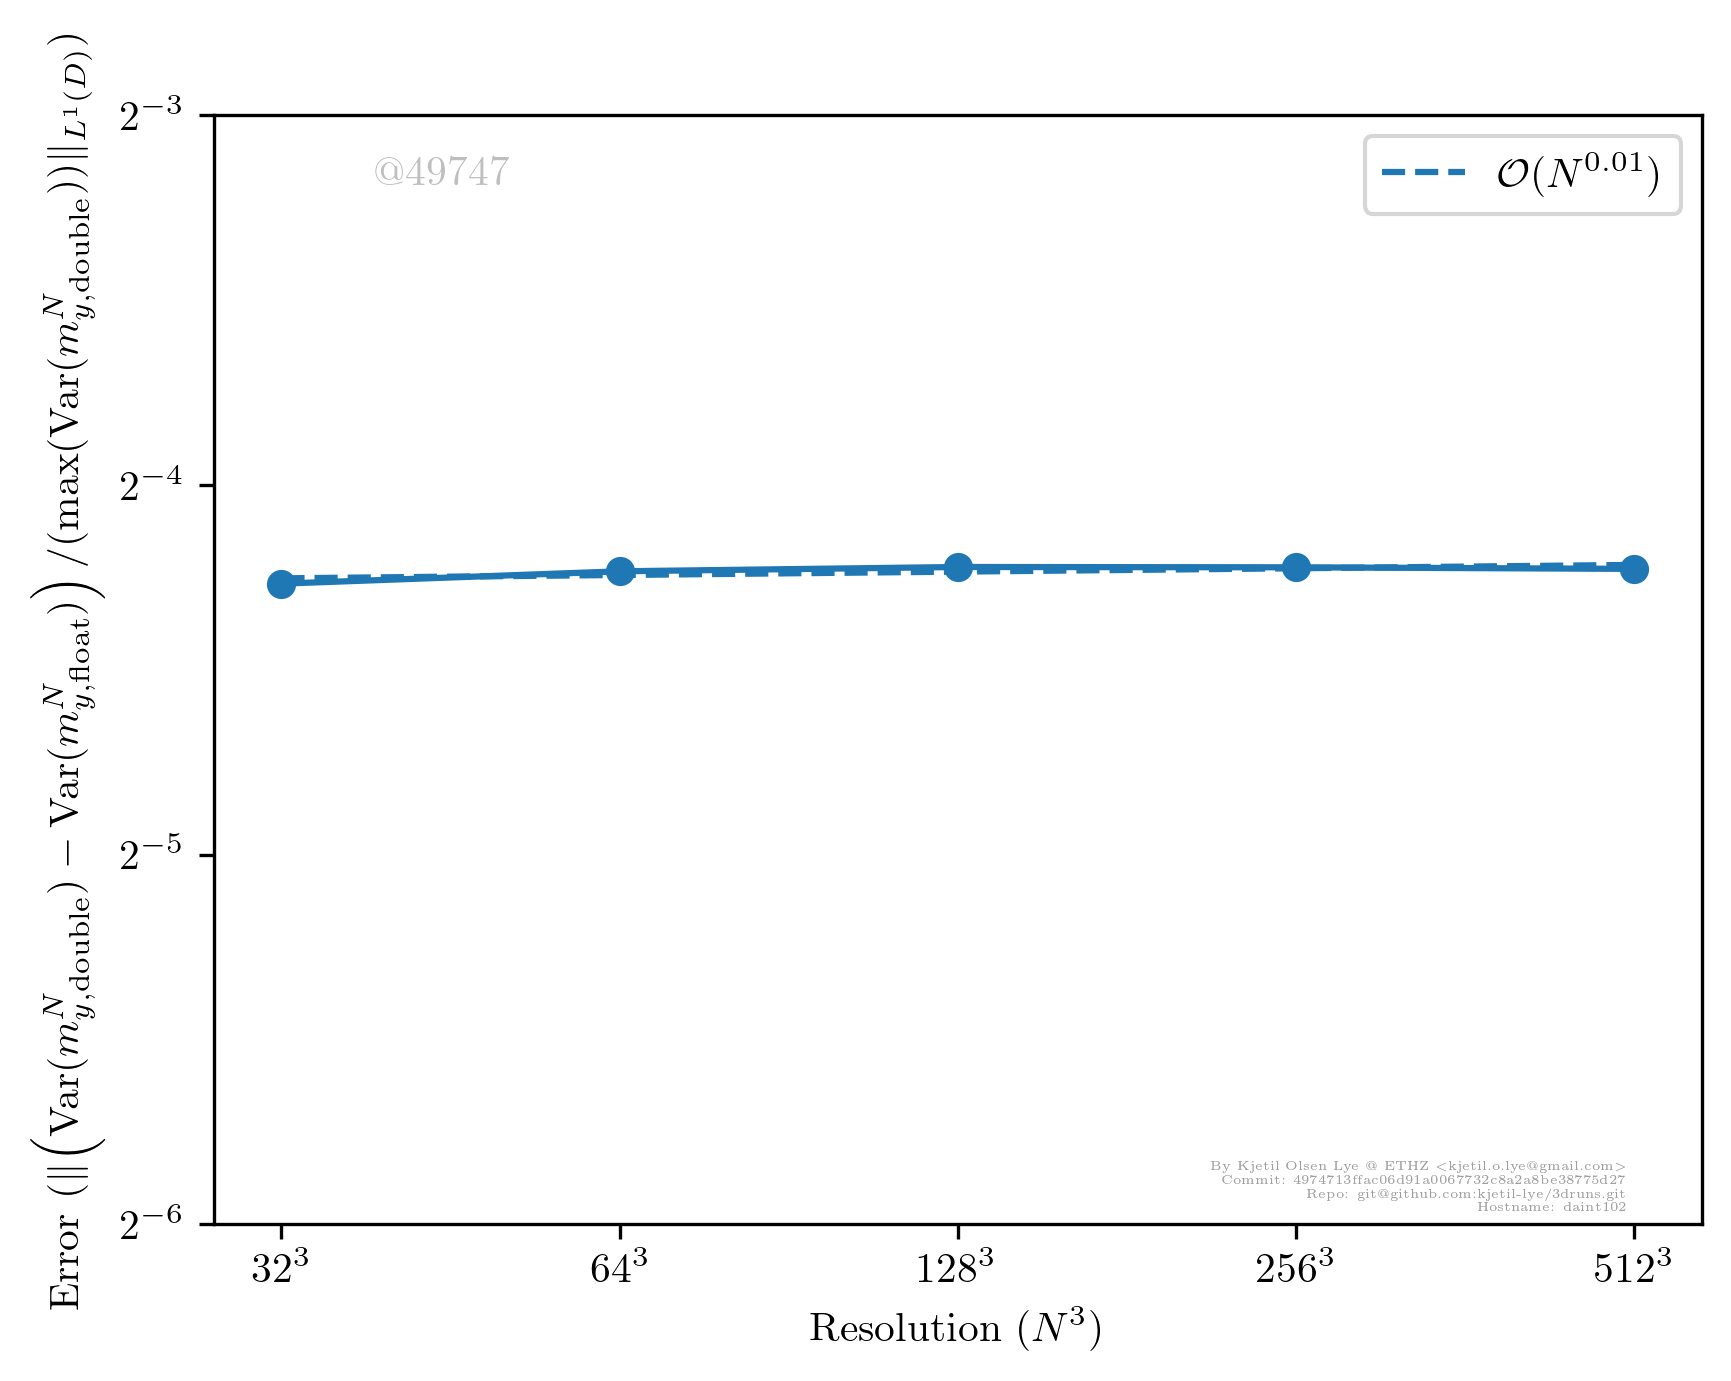 Error (‖(Var(m^N_{y,double}) − Var(m^N_{y,float})) /(max(Var(m^N_{y,double}))‖_{L^1(D)})
2^{−3}
@49747
O(N^{0.01})
2^{−4}
2^{−5}
By Kjetil Olsen Lye @ ETHZ <kjetil.o.lye@gmail.com>
Commit: 4974713ffac06d91a0067732c8a2a8be38775d27
Repo: git@github.com:kjetil-lye/3druns.git
Hostname: daint102
2^{−6}
32^3 64^3 128^3 256^3 512^3
Resolution (N^3)